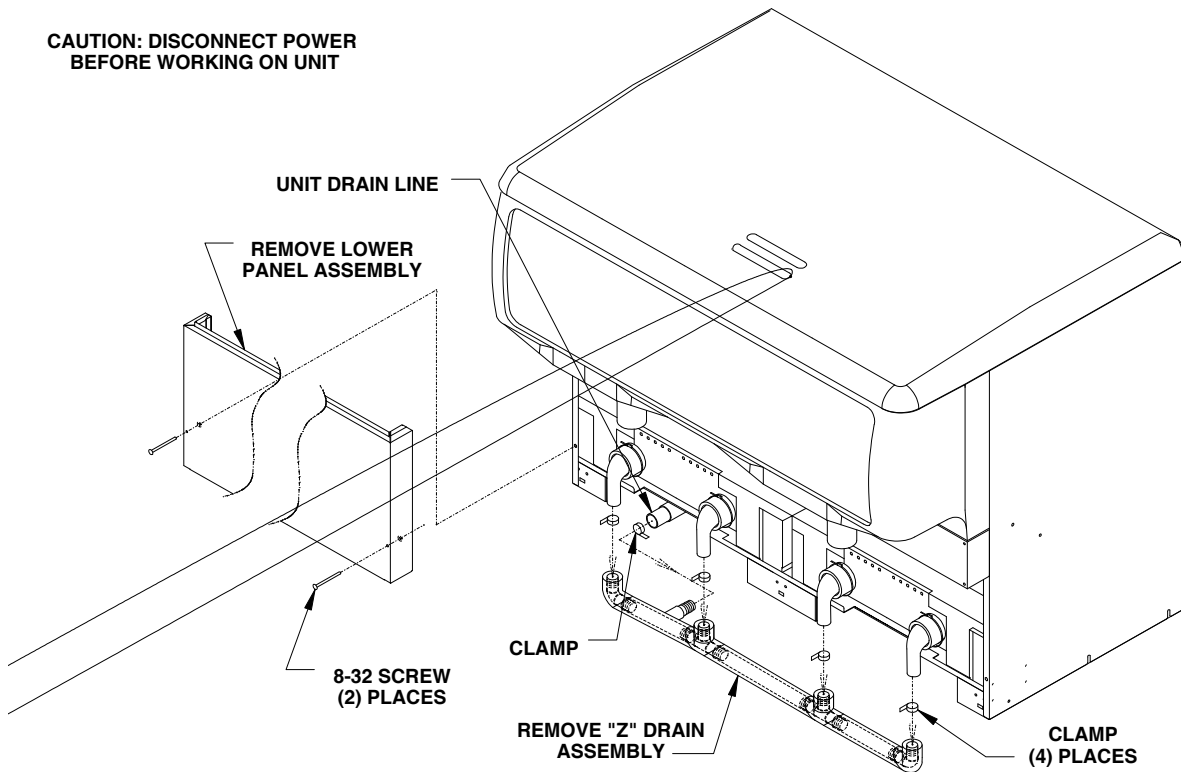 CAUTION: DISCONNECT POWER
BEFORE WORKING ON UNIT
UNIT DRAIN LINE
REMOVE LOWER
PANEL ASSEMBLY
CLAMP
8-32 SCREW
(2) PLACES
REMOVE "Z" DRAIN
ASSEMBLY
CLAMP
(4) PLACES